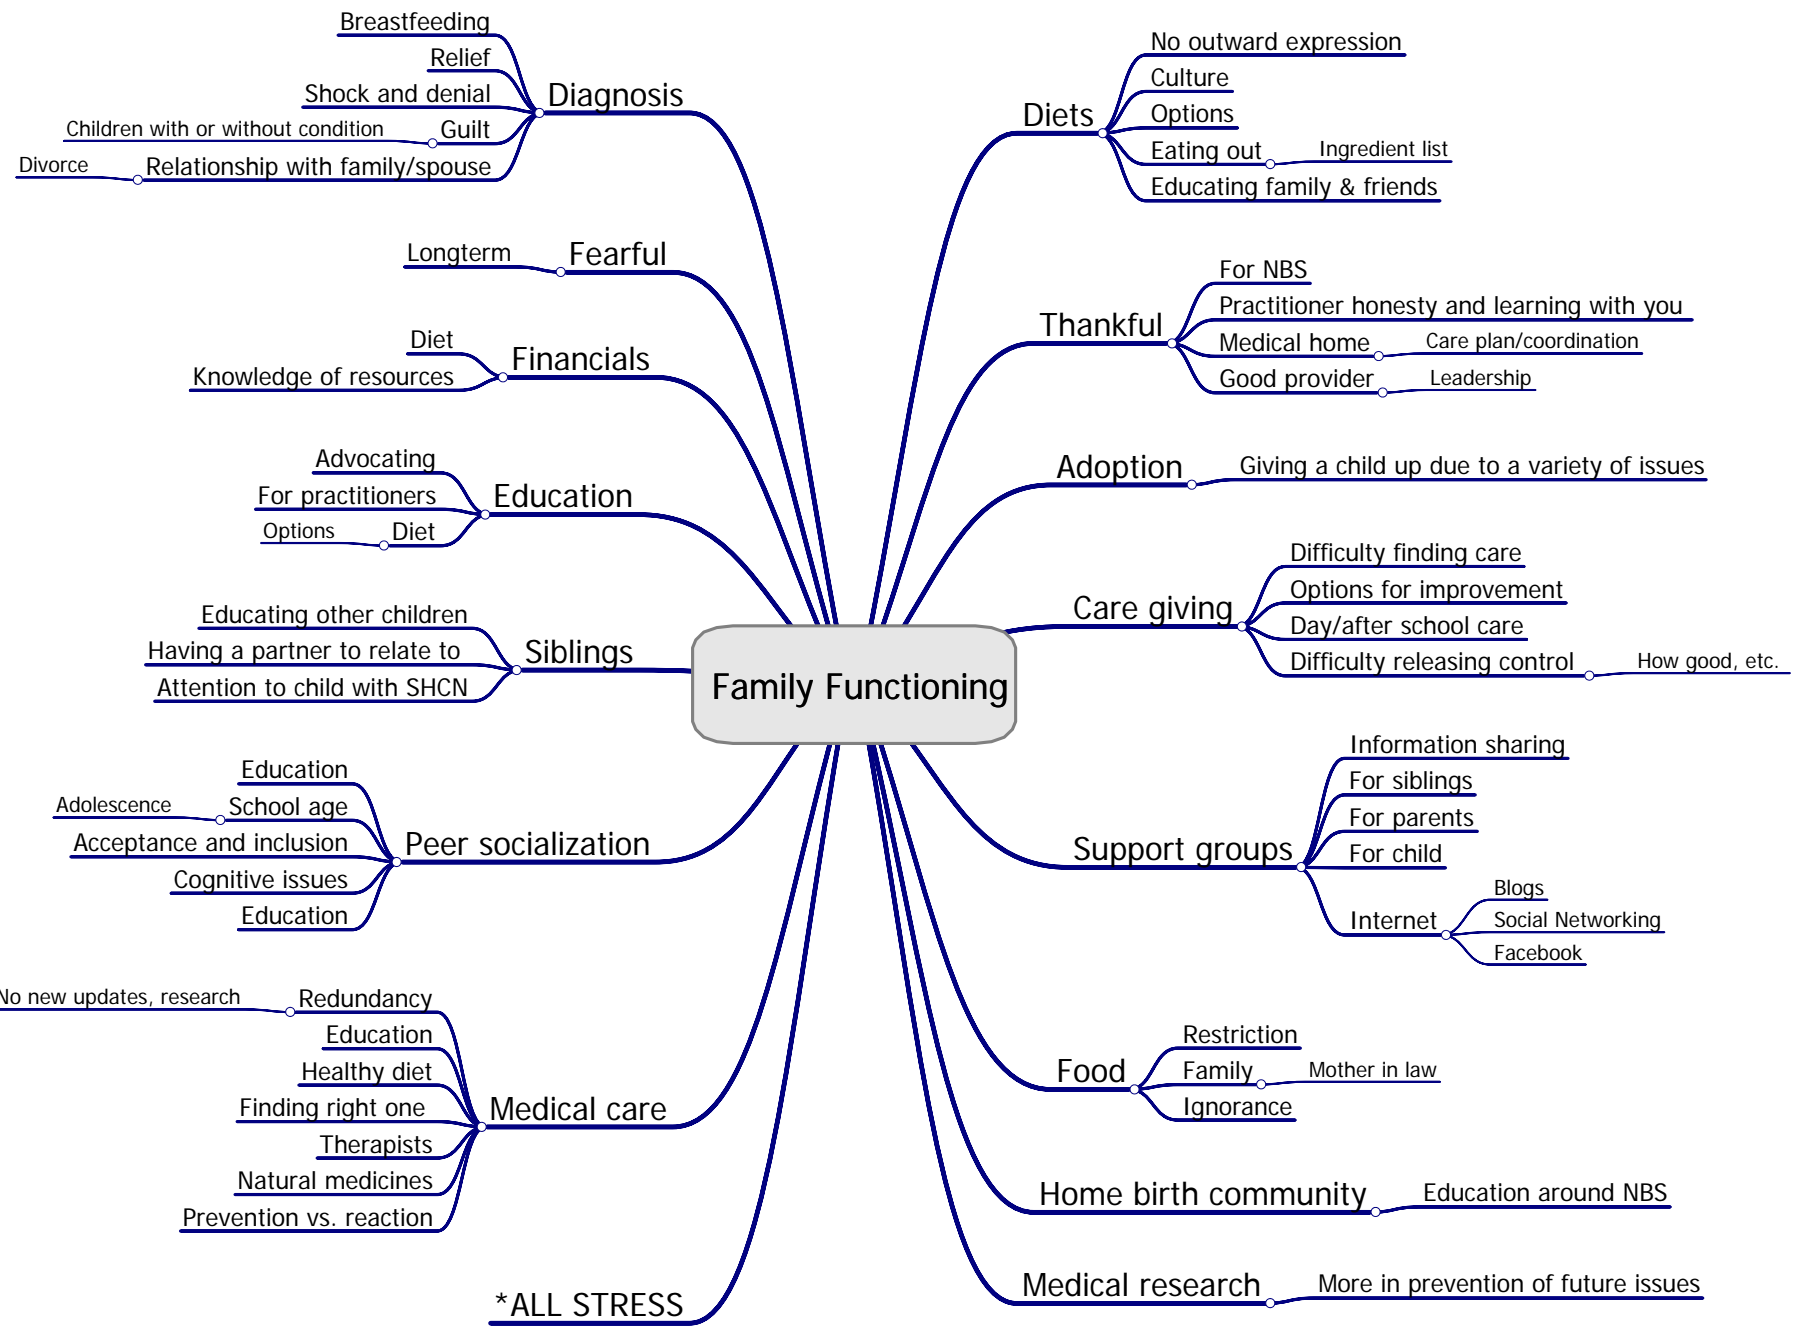 Family Functioning
Diagnosis
Breastfeeding
Relief
Shock and denial
Guilt
Children with or without condition
Relationship with family/spouse
Divorce
Fearful
Longterm
Financials
Diet
Knowledge of resources
Education
Advocating
For practitioners
Diet
Options
Siblings
Educating other children
Having a partner to relate to
Attention to child with SHCN
Peer socialization
Education
School age
Adolescence
Acceptance and inclusion
Cognitive issues
Education
Medical care
Redundancy
No new updates, research
Education
Healthy diet
Finding right one
Therapists
Natural medicines
Prevention vs. reaction
*ALL STRESS
Diets
No outward expression
Culture
Options
Eating out
Ingredient list
Educating family & friends
Thankful
For NBS
Practitioner honesty and learning with you
Medical home
Care plan/coordination
Good provider
Leadership
Adoption
Giving a child up due to a variety of issues
Care giving
Difficulty finding care
Options for improvement
Day/after school care
Difficulty releasing control
How good, etc.
Support groups
Information sharing
For siblings
For parents
For child
Internet
Blogs
Social Networking
Facebook
Food
Restriction
Family
Mother in law
Ignorance
Home birth community
Education around NBS
Medical research
More in prevention of future issues